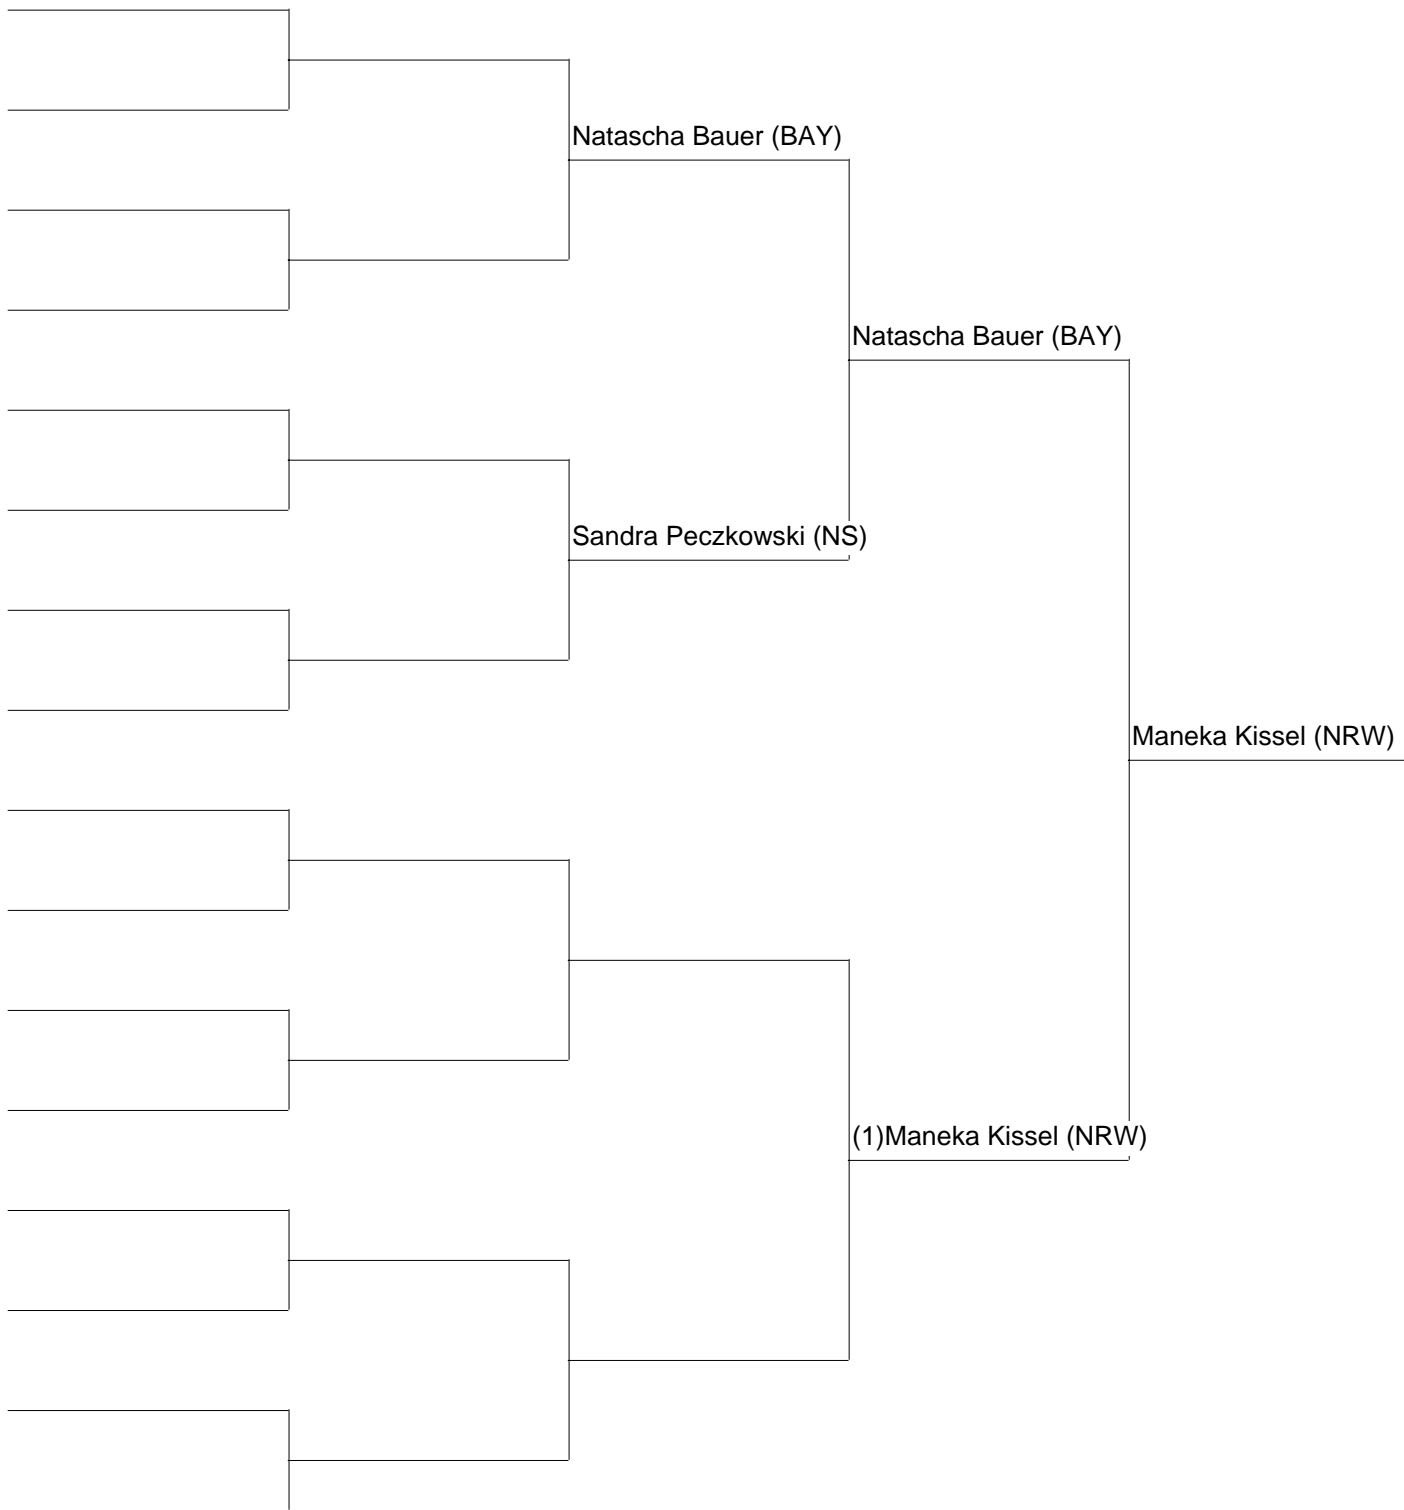 Natascha Bauer (BAY)
Natascha Bauer (BAY)
Sandra Peczkowski (NS)
Maneka Kissel (NRW)
(1)Maneka Kissel (NRW)